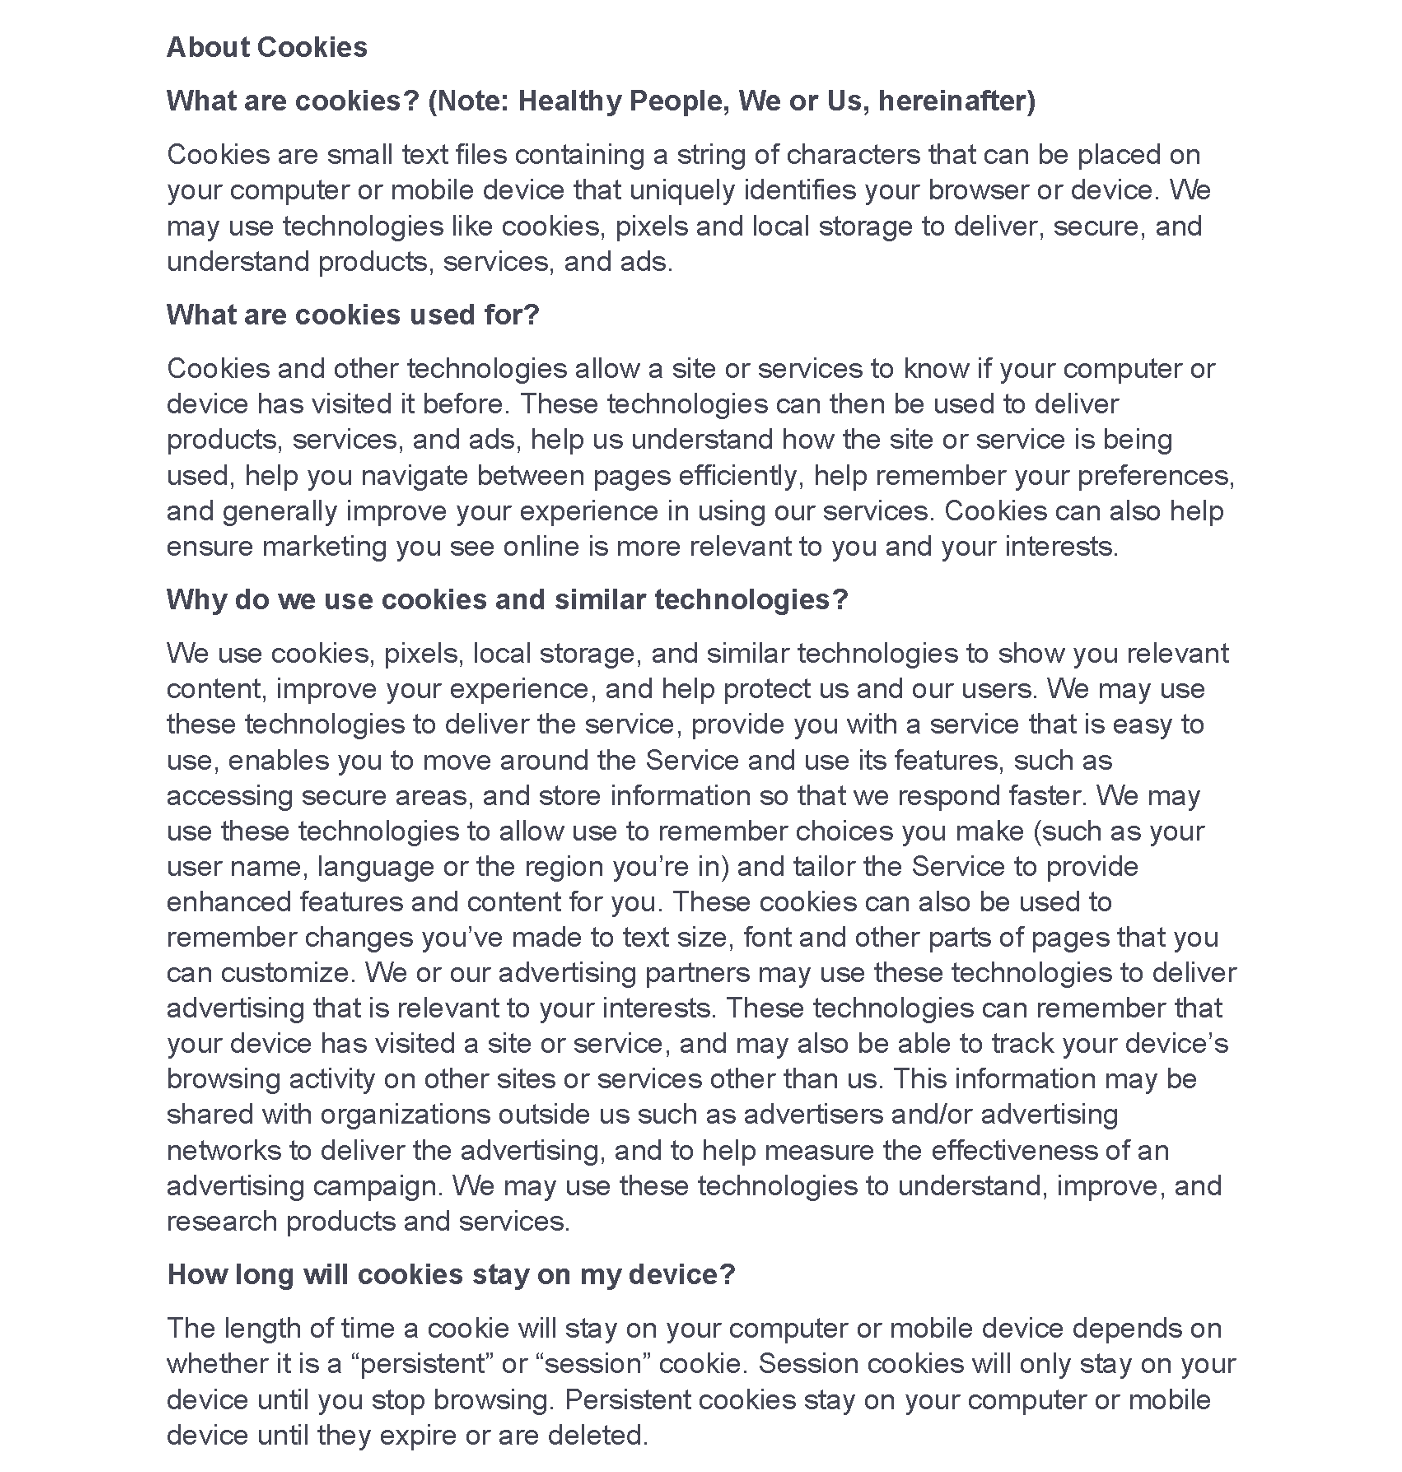 About Cookies
What are cookies? (Note: Healthy People, We or Us, hereinafter)
Cookies are small text files containing a string of characters that can be placed on
your computer or mobile device that uniquely identifies your browser or device. We
may use technologies like cookies, pixels and local storage to deliver, secure, and
understand products, services, and ads.
What are cookies used for?
Cookies and other technologies allow a site or services to know if your computer or
device has visited it before. These technologies can then be used to deliver
products, services, and ads, help us understand how the site or service is being
used, help you navigate between pages efficiently, help remember your preferences,
and generally improve your experience in using our services. Cookies can also help
ensure marketing you see online is more relevant to you and your interests.
Why do we use cookies and similar technologies?
We use cookies, pixels, local storage, and similar technologies to show you relevant
content, improve your experience, and help protect us and our users. We may use
these technologies to deliver the service, provide you with a service that is easy to
use, enables you to move around the Service and use its features, such as
accessing secure areas, and store information so that we respond faster. We may
use these technologies to allow use to remember choices you make (such as your
user name, language or the region you’re in) and tailor the Service to provide
enhanced features and content for you. These cookies can also be used to
remember changes you’ve made to text size, font and other parts of pages that you
can customize. We or our advertising partners may use these technologies to deliver
advertising that is relevant to your interests. These technologies can remember that
your device has visited a site or service, and may also be able to track your device’s
browsing activity on other sites or services other than us. This information may be
shared with organizations outside us such as advertisers and/or advertising
networks to deliver the advertising, and to help measure the effectiveness of an
advertising campaign. We may use these technologies to understand, improve, and
research products and services.
How long will cookies stay on my device?
The length of time a cookie will stay on your computer or mobile device depends on
whether it is a “persistent” or “session” cookie. Session cookies will only stay on your
device until you stop browsing. Persistent cookies stay on your computer or mobile
device until they expire or are deleted.